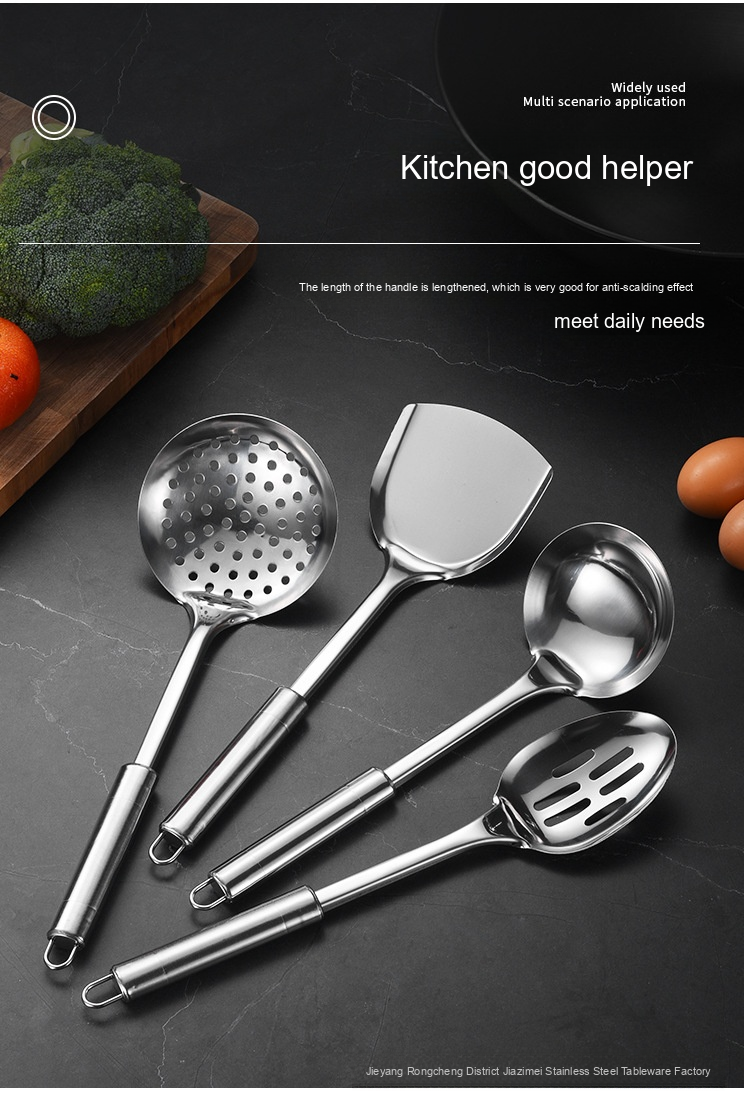 Widely used
Multi scenario application
Kitchen good helper
The length of the handle is lengthened, which is very good for anti-scalding effect
meet daily needs
Jieyang Rongcheng District Jiazimei Stainless Steel Tableware Factory